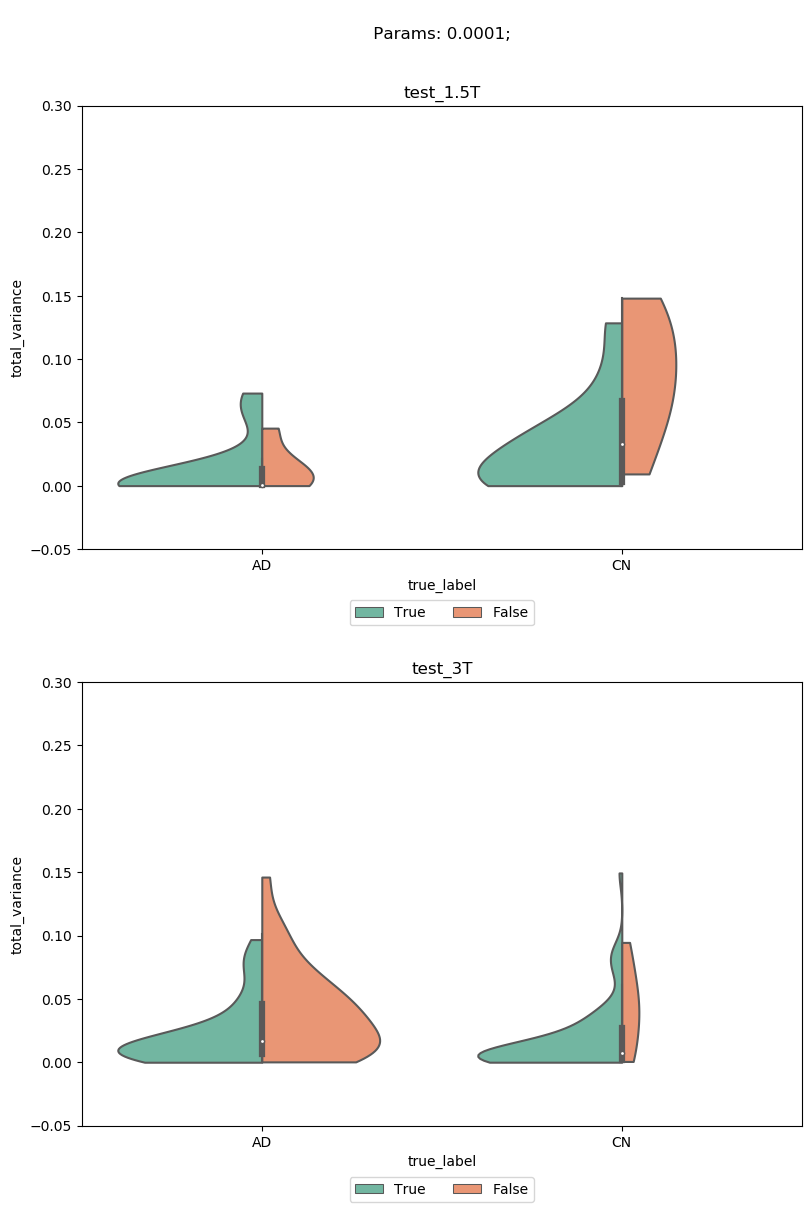 Params: 0.0001;
test_1.5T
0.30
0.25
0.20
0.15
0.10
0.05
0.00
−0.05
total_variance
AD CN
true_label
True False
test_3T
0.30
0.25
0.20
0.15
0.10
0.05
0.00
−0.05
total_variance
AD CN
true_label
True False